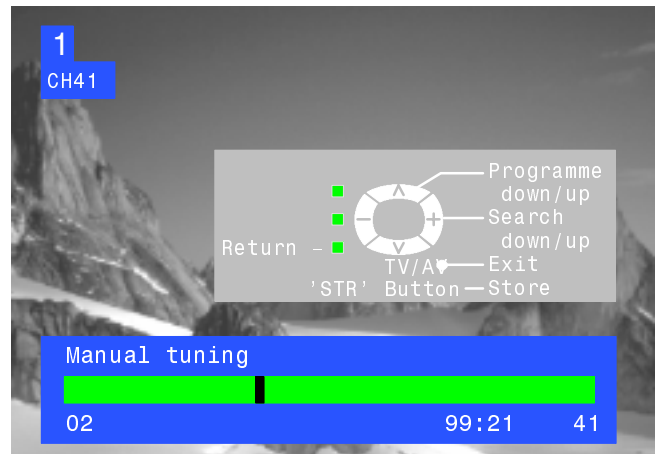 1
CH41
Programme
down/up
Search
down/up
Return –
TV/AV
Exit
'STR' Button
Store
Manual tuning
02 99:21 41